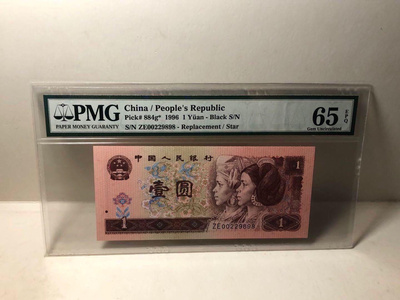 PMG
PAPER MONEY GUARANTY
China / People's Republic
Pick# 884g* 1996 1 Yüan - Black S/N
S/N ZE00229898 - Replacement / Star
65 EPQ
Gem Uncirculated
中国人民银行
1
壹圆
1
1
ZE00229898